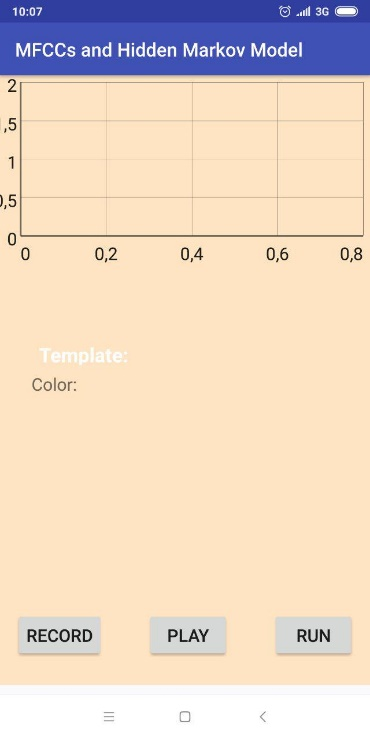 10:07 3G
MFCCs and Hidden Markov Model
2
,5
1
0,5
0
0 0,2 0,4 0,6 0,8
Template:
Color:
RECORD PLAY RUN